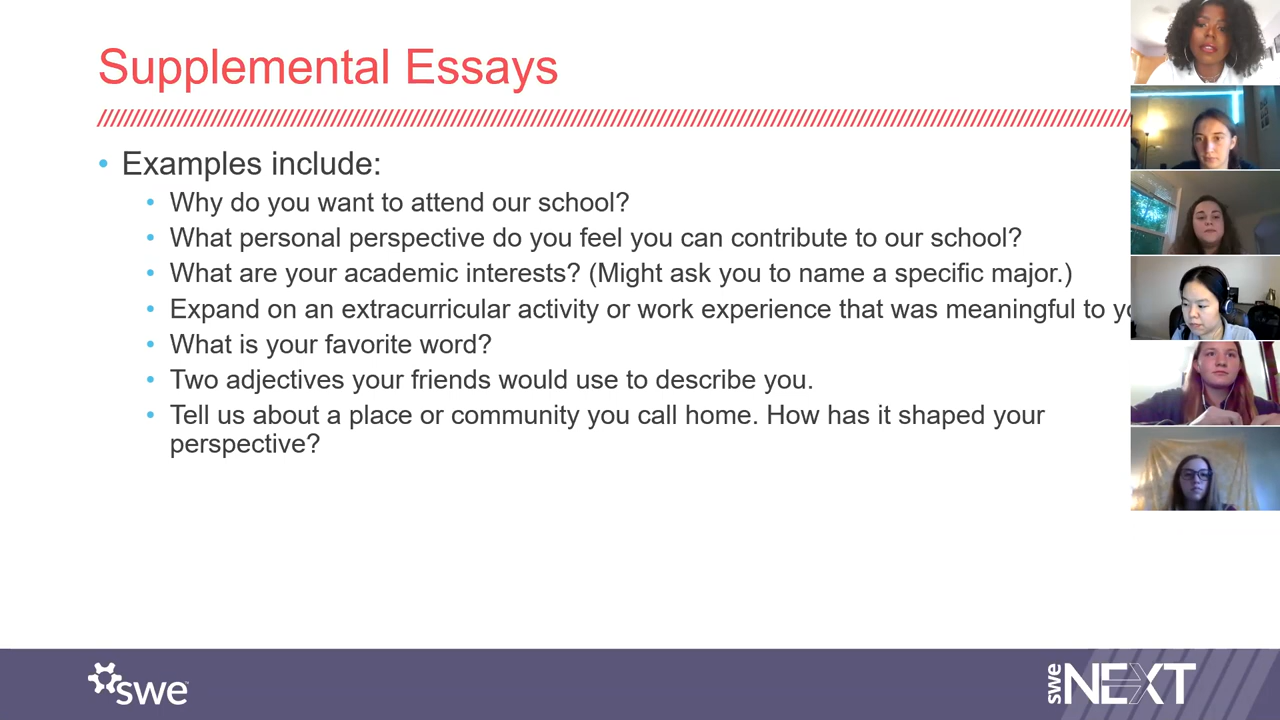 Supplemental Essays
• Examples include:
• Why do you want to attend our school?
• What personal perspective do you feel you can contribute to our school?
• What are your academic interests? (Might ask you to name a specific major.)
• Expand on an extracurricular activity or work experience that was meaningful to yo
• What is your favorite word?
• Two adjectives your friends would use to describe you.
• Tell us about a place or community you call home. How has it shaped your
perspective?
swe
swe NEXT